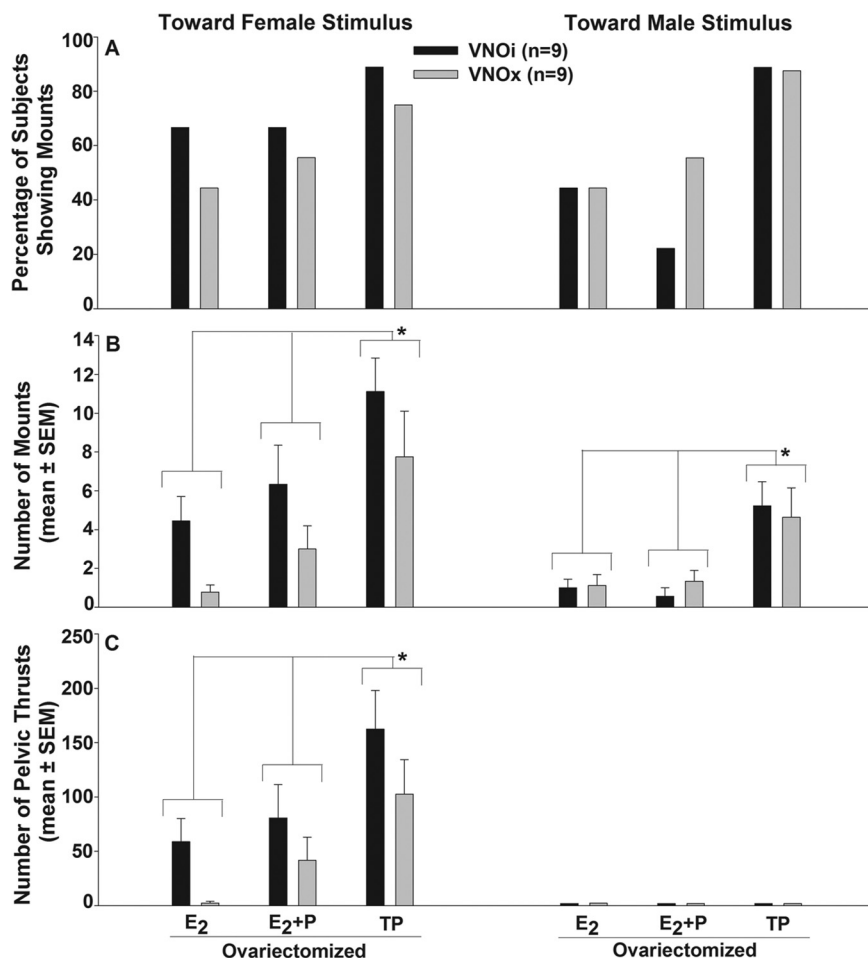 Toward Female Stimulus
Toward Male Stimulus
VNOi (n=9)
VNOx (n=9)
A
Percentage of Subjects
Showing Mounts
100
80
60
40
20
0
B
Number of Mounts
(mean ± SEM)
14
12
10
8
6
4
2
0
*
*
C
Number of Pelvic Thrusts
(mean ± SEM)
250
200
150
100
50
0
*
E2 E2+P TP
E2 E2+P TP
Ovariectomized
Ovariectomized